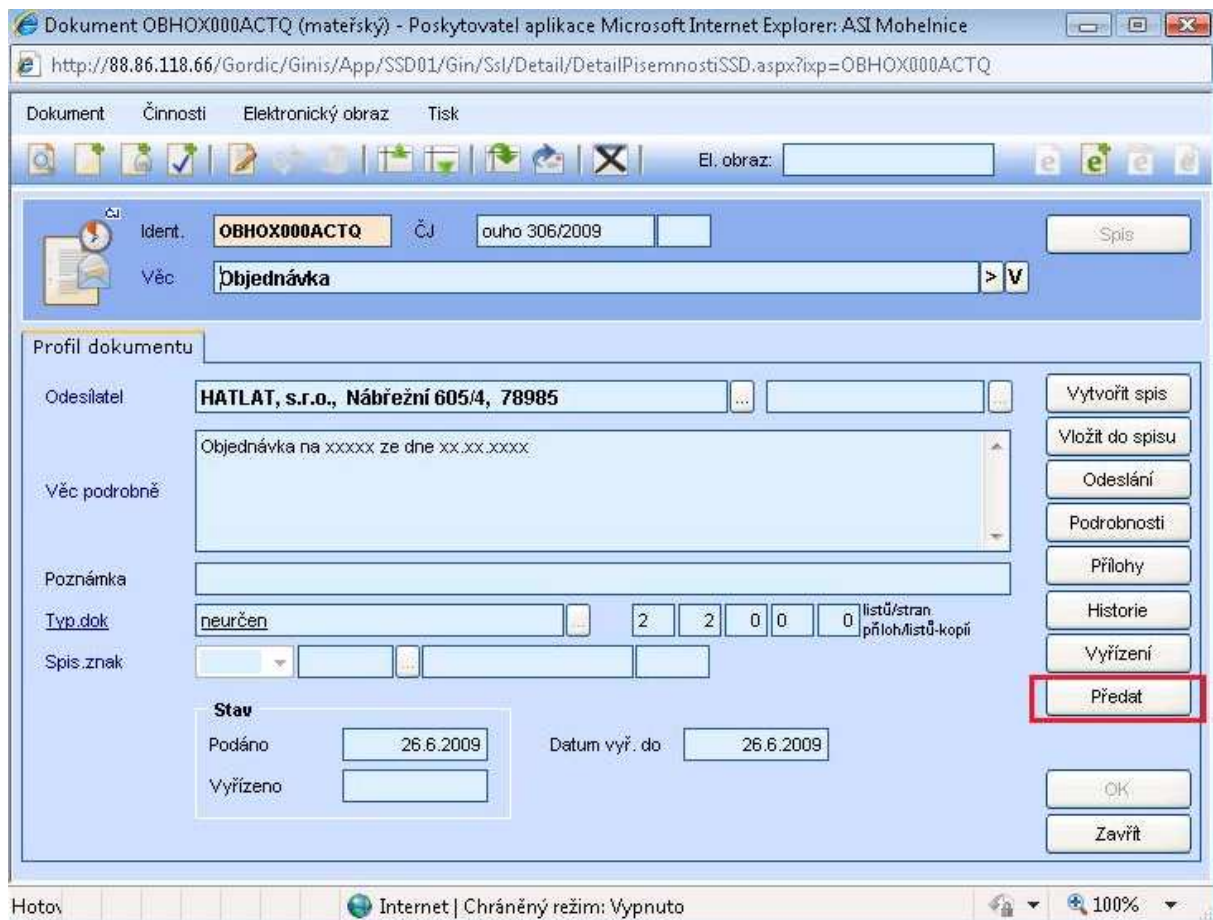 Dokument OBHOX000ACTQ (mateřský) - Poskytovatel aplikace Microsoft Internet Explorer: ASI Mohelnice
http://88.86.118.66/Gordic/Ginis/App/SSD01/Gin/Ssl/Detail/DetailPisemnostiSSD.aspx?ixp=OBHOX000ACTQ
Dokument Činnosti Elektronický obraz Tisk
El. obraz:
ČJ
Ident. OBHOX000ACTQ ČJ ouho 306/2009 Spis
Věc Objednávka > V
Profil dokumentu
Odesílatel HATLAT, s.r.o., Nábřežní 605/4, 78985 ... ... Vytvořit spis
Objednávka na xxxxx ze dne xx.xx.xxxx Vložit do spisu
Věc podrobně Odeslání
Podrobnosti
Poznámka Přílohy
Typ.dok neurčen ... 2 2 0 0 0 listů/stran Historie
příloh/listů-kopií
Spis.znak ... Vyřízení
Předat
Stav
Podáno 26.6.2009 Datum vyř. do 26.6.2009
Vyřízeno OK
Zavřít
Hotov Internet | Chráněný režim: Vypnuto 100%